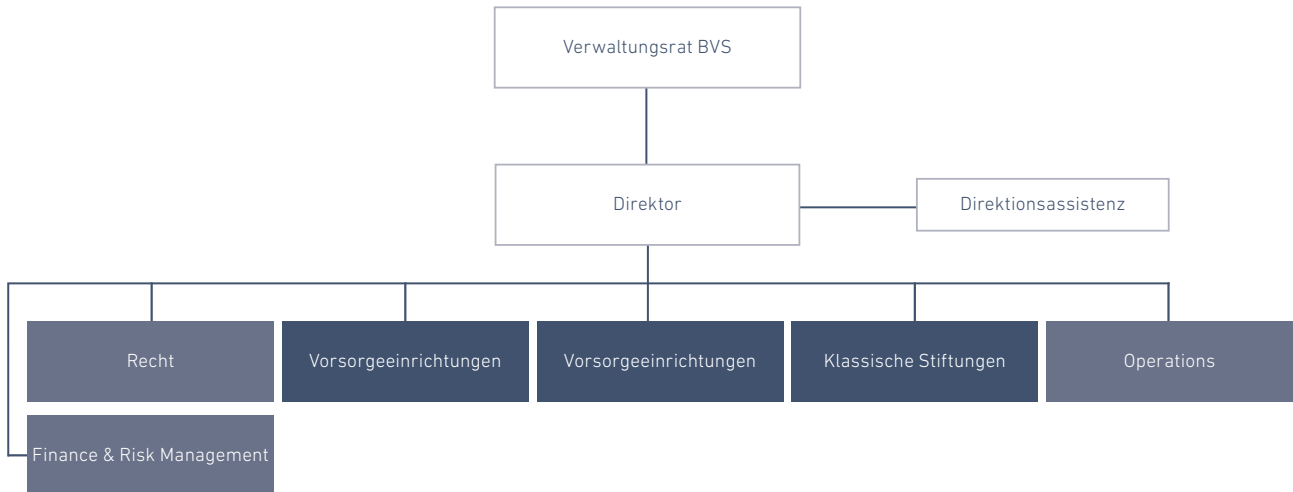 Verwaltungsrat BVS
Direktor
Direktionsassistenz
Recht
Vorsorgeeinrichtungen
Vorsorgeeinrichtungen
Klassische Stiftungen
Operations
Finance & Risk Management